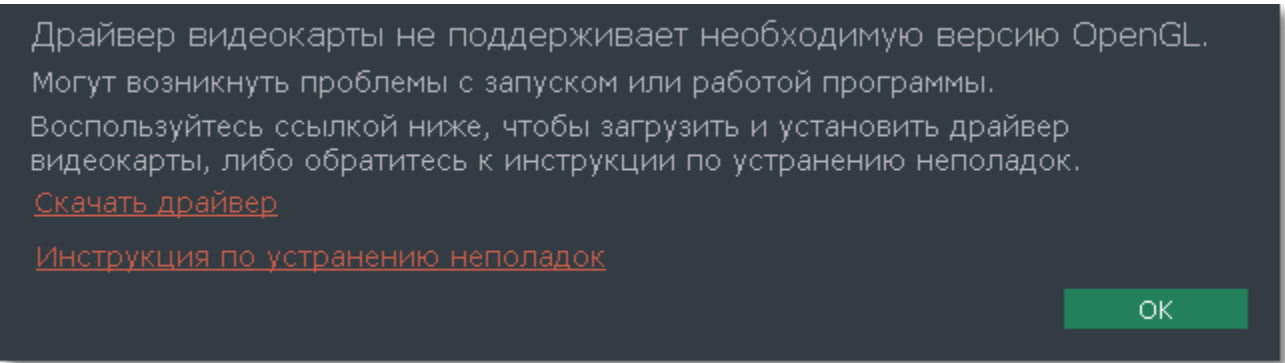 Драйвер видеокарты не поддерживает необходимую версию OpenGL.
Могут возникнуть проблемы с запуском или работой программы.
Воспользуйтесь ссылкой ниже, чтобы загрузить и установить драйвер
видеокарты, либо обратитесь к инструкции по устранению неполадок.
Скачать драйвер
Инструкция по устранению неполадок
OK